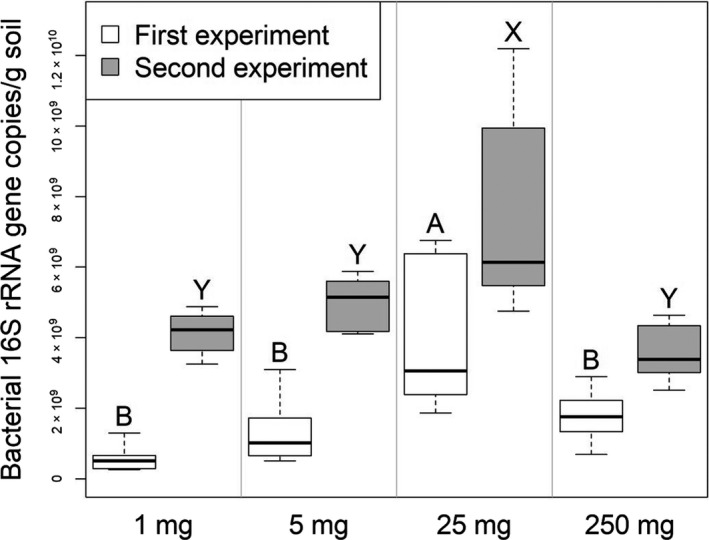 First experiment
Second experiment
Bacterial 16S rRNA gene copies/g soil
1.2 × 10¹⁰
10 × 10⁹
8 × 10⁹
6 × 10⁹
4 × 10⁹
2 × 10⁹
0
B
Y
B
Y
A
X
B
Y
1 mg
5 mg
25 mg
250 mg